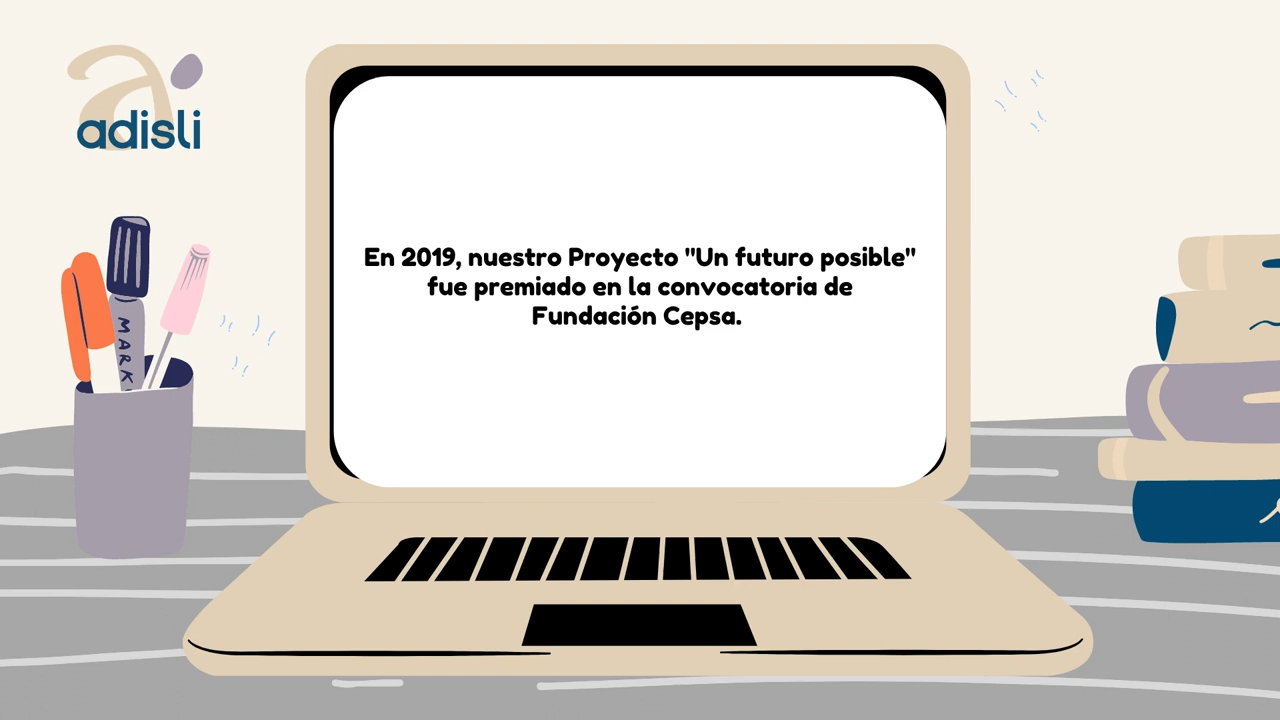 adisli
MARK
En 2019, nuestro Proyecto "Un futuro posible"
fue premiado en la convocatoria de
Fundación Cepsa.